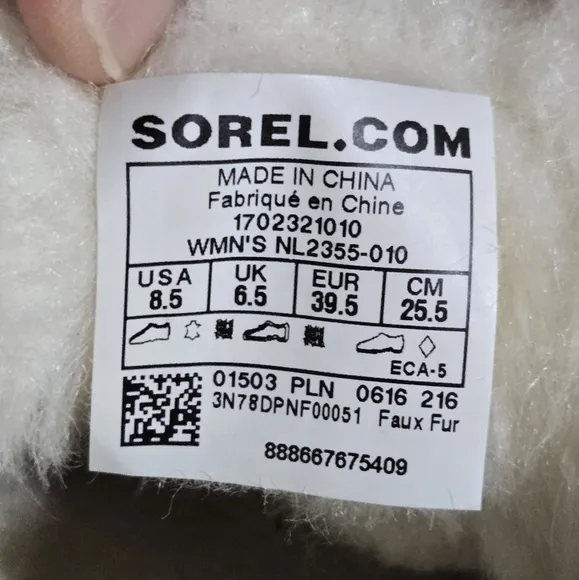 SOREL.COM
MADE IN CHINA
Fabriqué en Chine
1702321010
WMN'S NL2355-010
USA UK EUR CM
8.5 6.5 39.5 25.5
ECA-5
01503 PLN 0616 216
3N78DPNF00051 Faux Fur
888667675409